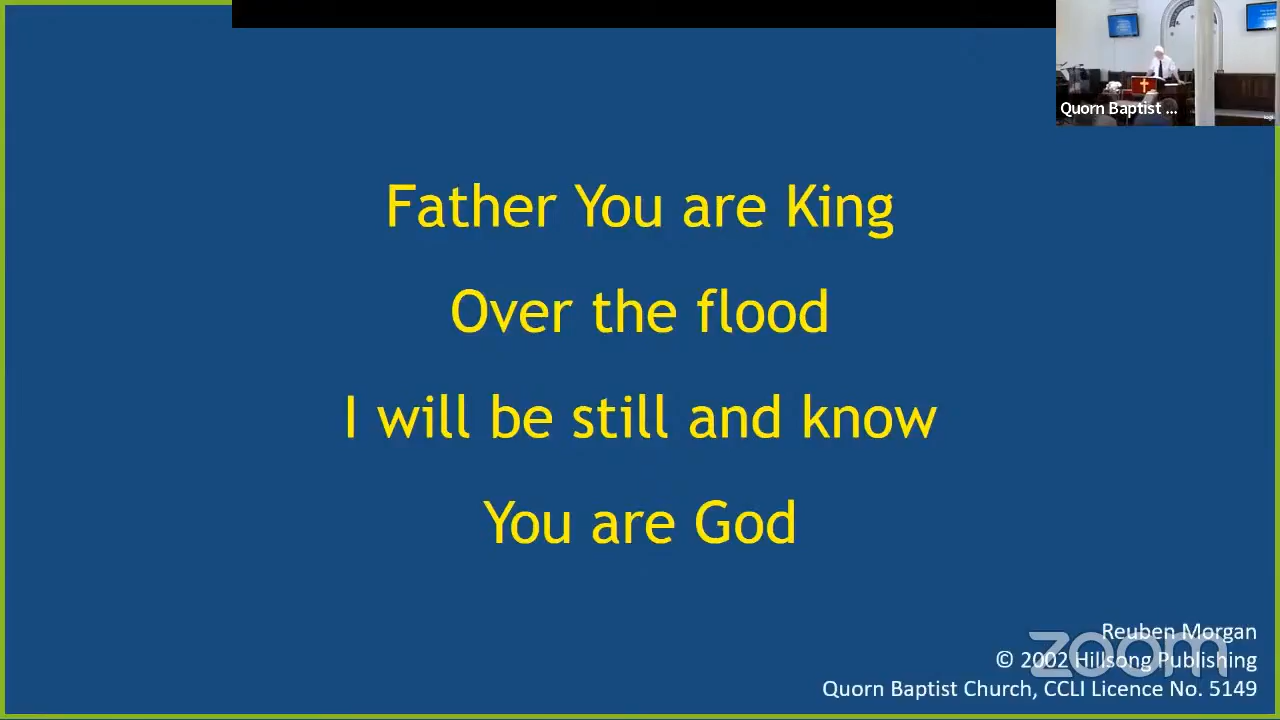 Quorn Baptist ...
Father You are King
Over the flood
I will be still and know
You are God
Reuben Morgan
zoom
© 2002 Hillsong Publishing
Quorn Baptist Church, CCLI Licence No. 5149